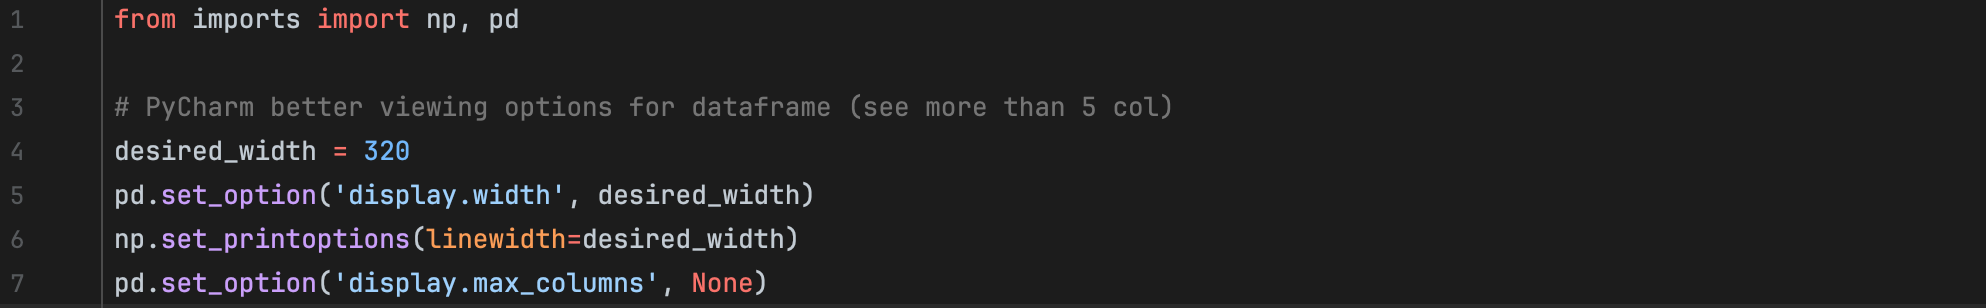 1 from imports import np, pd
2
3 # PyCharm better viewing options for dataframe (see more than 5 col)
4 desired_width = 320
5 pd.set_option('display.width', desired_width)
6 np.set_printoptions(linewidth=desired_width)
7 pd.set_option('display.max_columns', None)